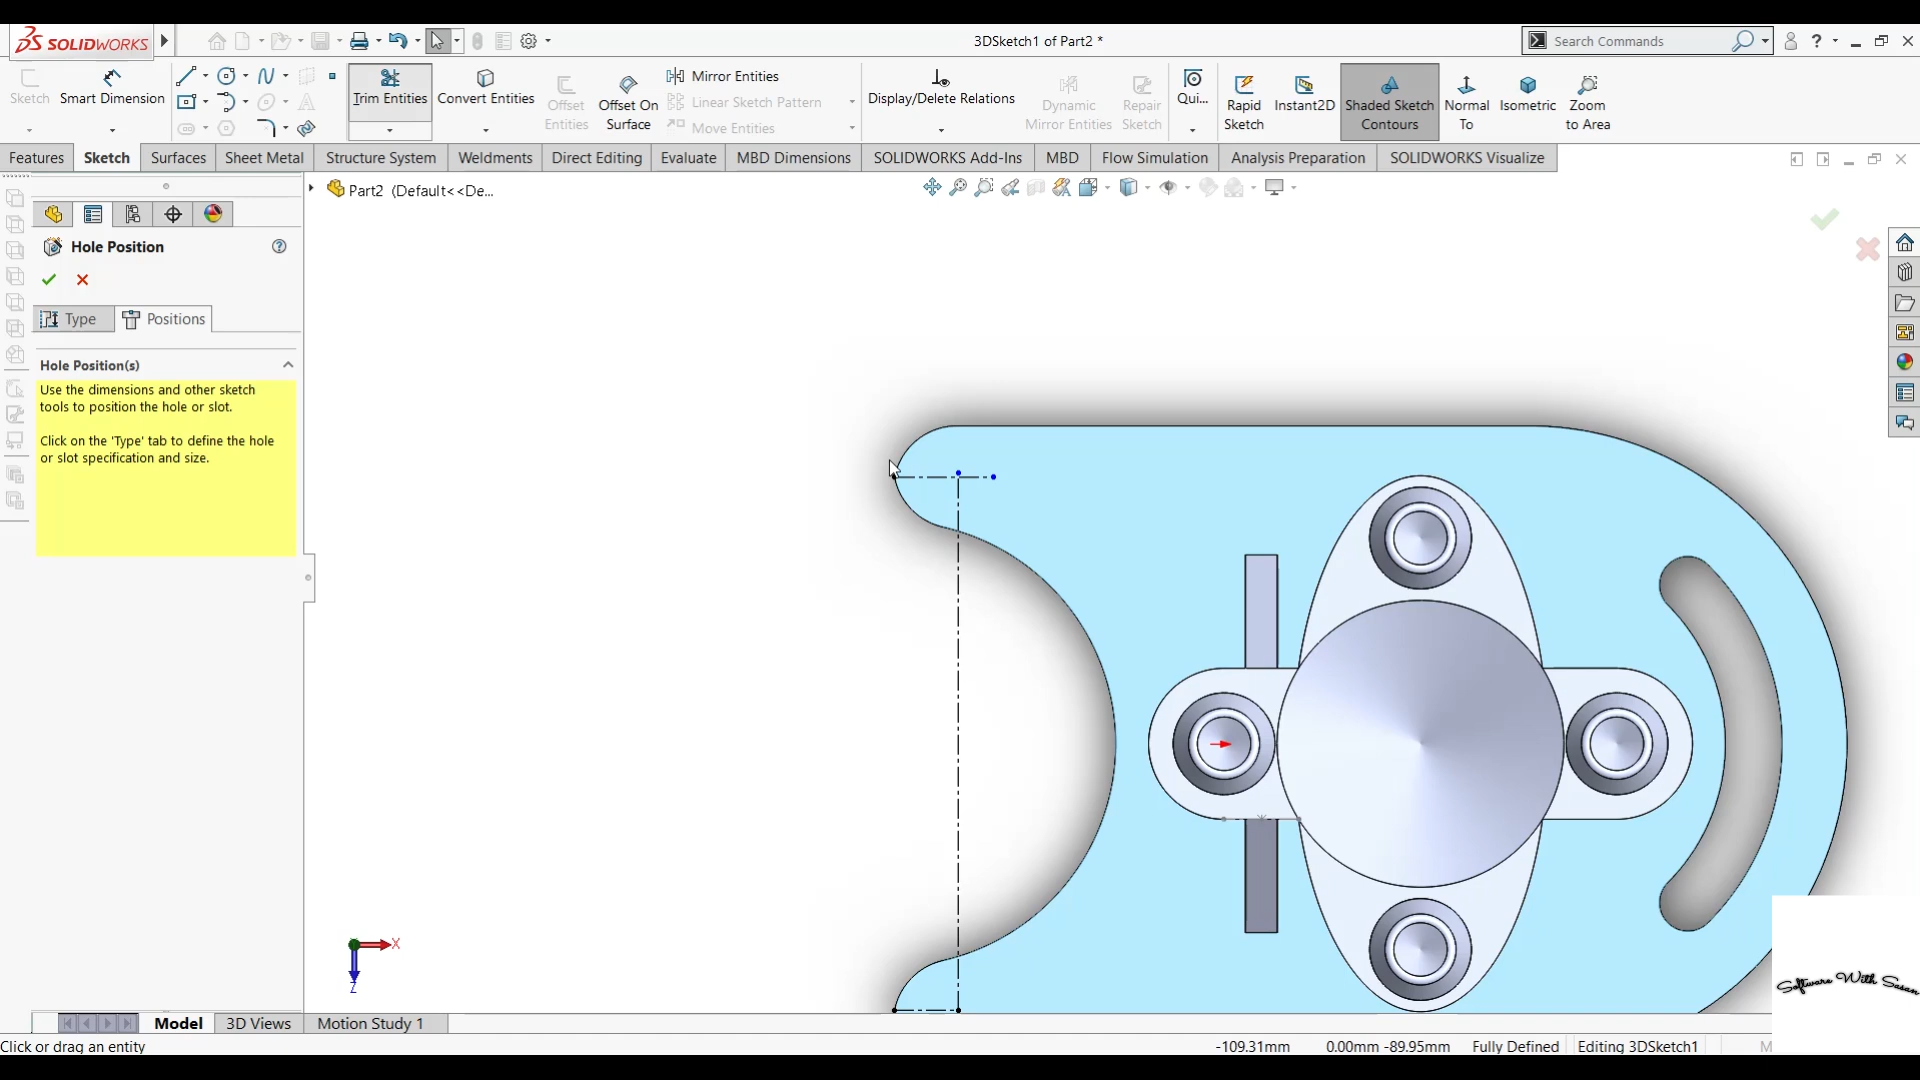 SOLIDWORKS
3DSketch1 of Part2 *
Search Commands
?
Sketch
Smart Dimension
Trim Entities
Convert Entities
Offset
Entities
Offset On
Surface
Mirror Entities
Linear Sketch Pattern
Move Entities
Display/Delete Relations
Dynamic
Mirror Entities
Repair
Sketch
Qui...
Rapid
Sketch
Instant2D
Shaded Sketch
Contours
Normal
To
Isometric
Zoom
to Area
Features
Sketch
Surfaces
Sheet Metal
Structure System
Weldments
Direct Editing
Evaluate
MBD Dimensions
SOLIDWORKS Add-Ins
MBD
Flow Simulation
Analysis Preparation
SOLIDWORKS Visualize
Part2 (Default<<De...
Hole Position
?
Type
Positions
Hole Position(s)
Use the dimensions and other sketch
tools to position the hole or slot.
Click on the 'Type' tab to define the hole
or slot specification and size.
X
Z
Software With Sasan
Model
3D Views
Motion Study 1
Click or drag an entity
-109.31mm
0.00mm -89.95mm
Fully Defined
Editing 3DSketch1
M